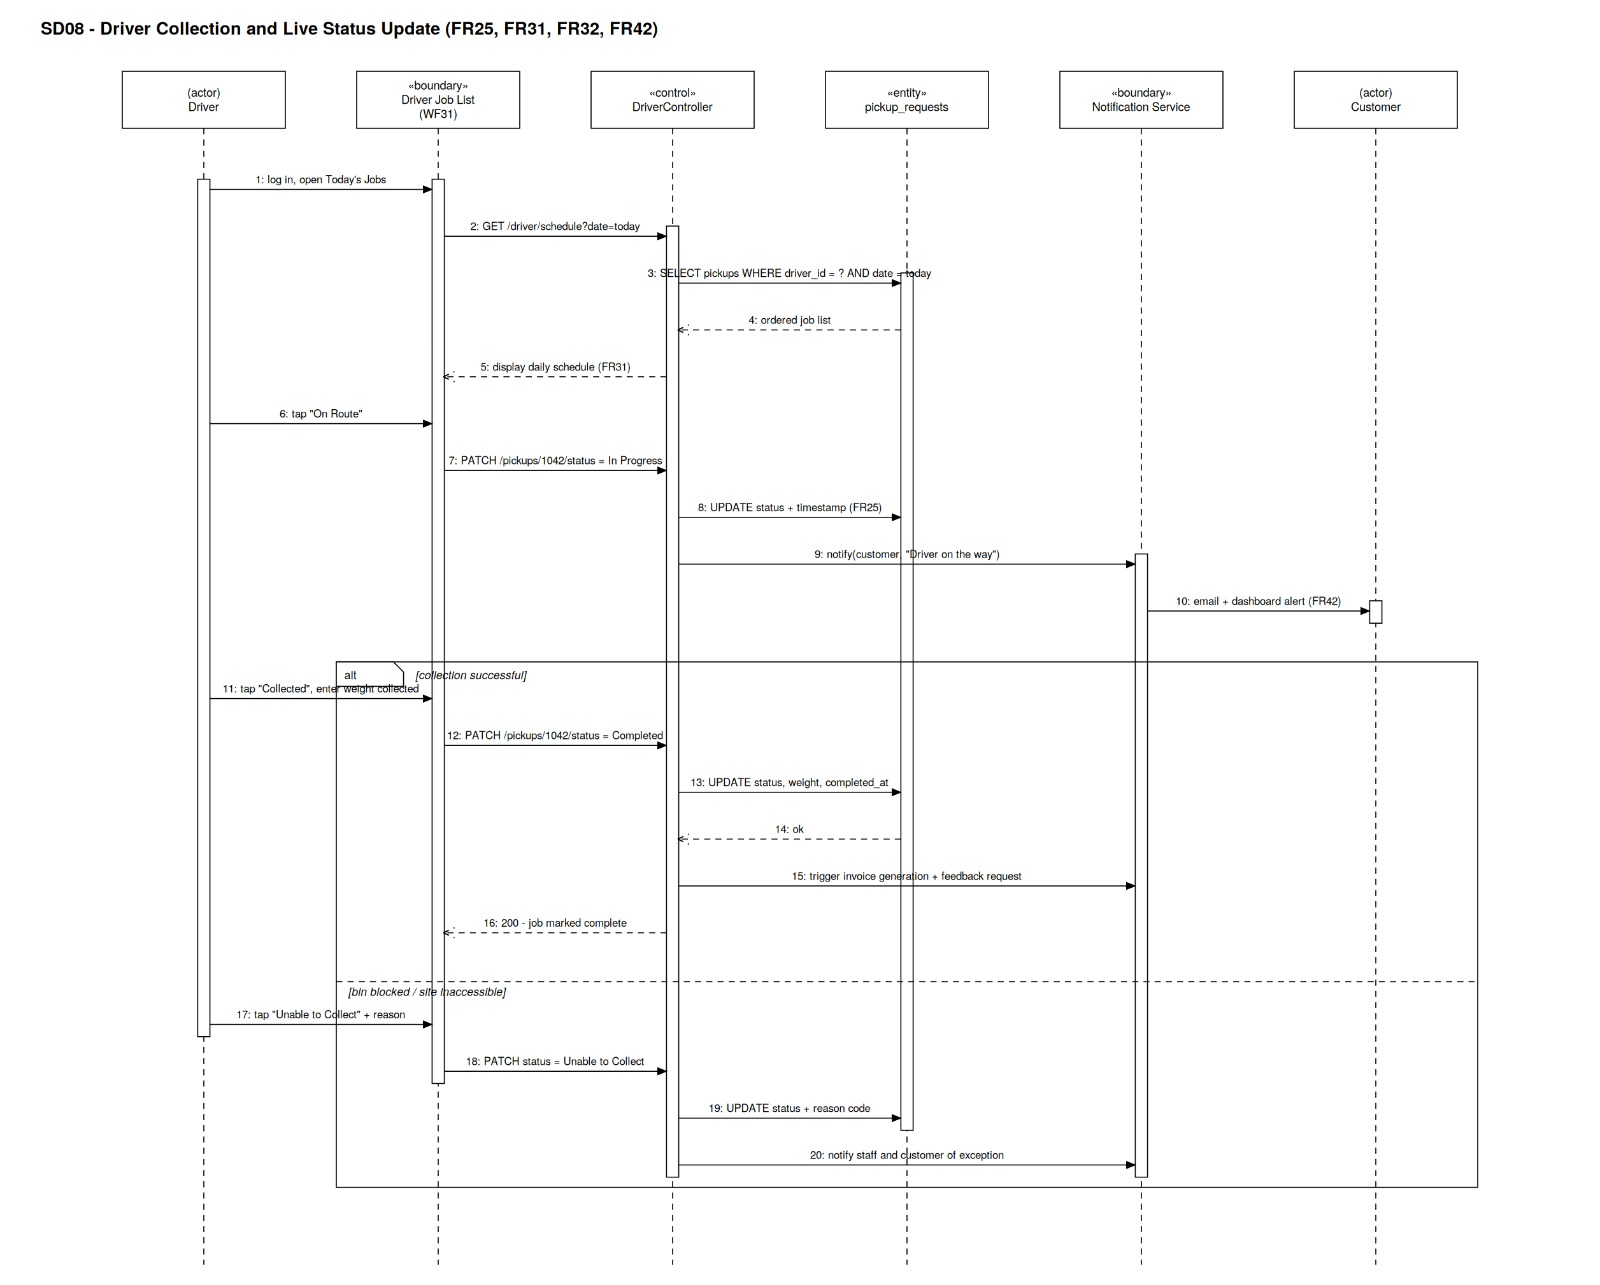 SD08 - Driver Collection and Live Status Update (FR25, FR31, FR32, FR42)
(actor)
Driver
«boundary»
Driver Job List
(WF31)
«control»
DriverController
«entity»
pickup_requests
«boundary»
Notification Service
(actor)
Customer
1: log in, open Today's Jobs
2: GET /driver/schedule?date=today
3: SELECT pickups WHERE driver_id = ? AND date = today
4: ordered job list
5: display daily schedule (FR31)
6: tap "On Route"
7: PATCH /pickups/1042/status = In Progress
8: UPDATE status + timestamp (FR25)
9: notify(customer, "Driver on the way")
10: email + dashboard alert (FR42)
alt
[collection successful]
11: tap "Collected", enter weight collected
12: PATCH /pickups/1042/status = Completed
13: UPDATE status, weight, completed_at
14: ok
15: trigger invoice generation + feedback request
16: 200 - job marked complete
[bin blocked / site inaccessible]
17: tap "Unable to Collect" + reason
18: PATCH status = Unable to Collect
19: UPDATE status + reason code
20: notify staff and customer of exception